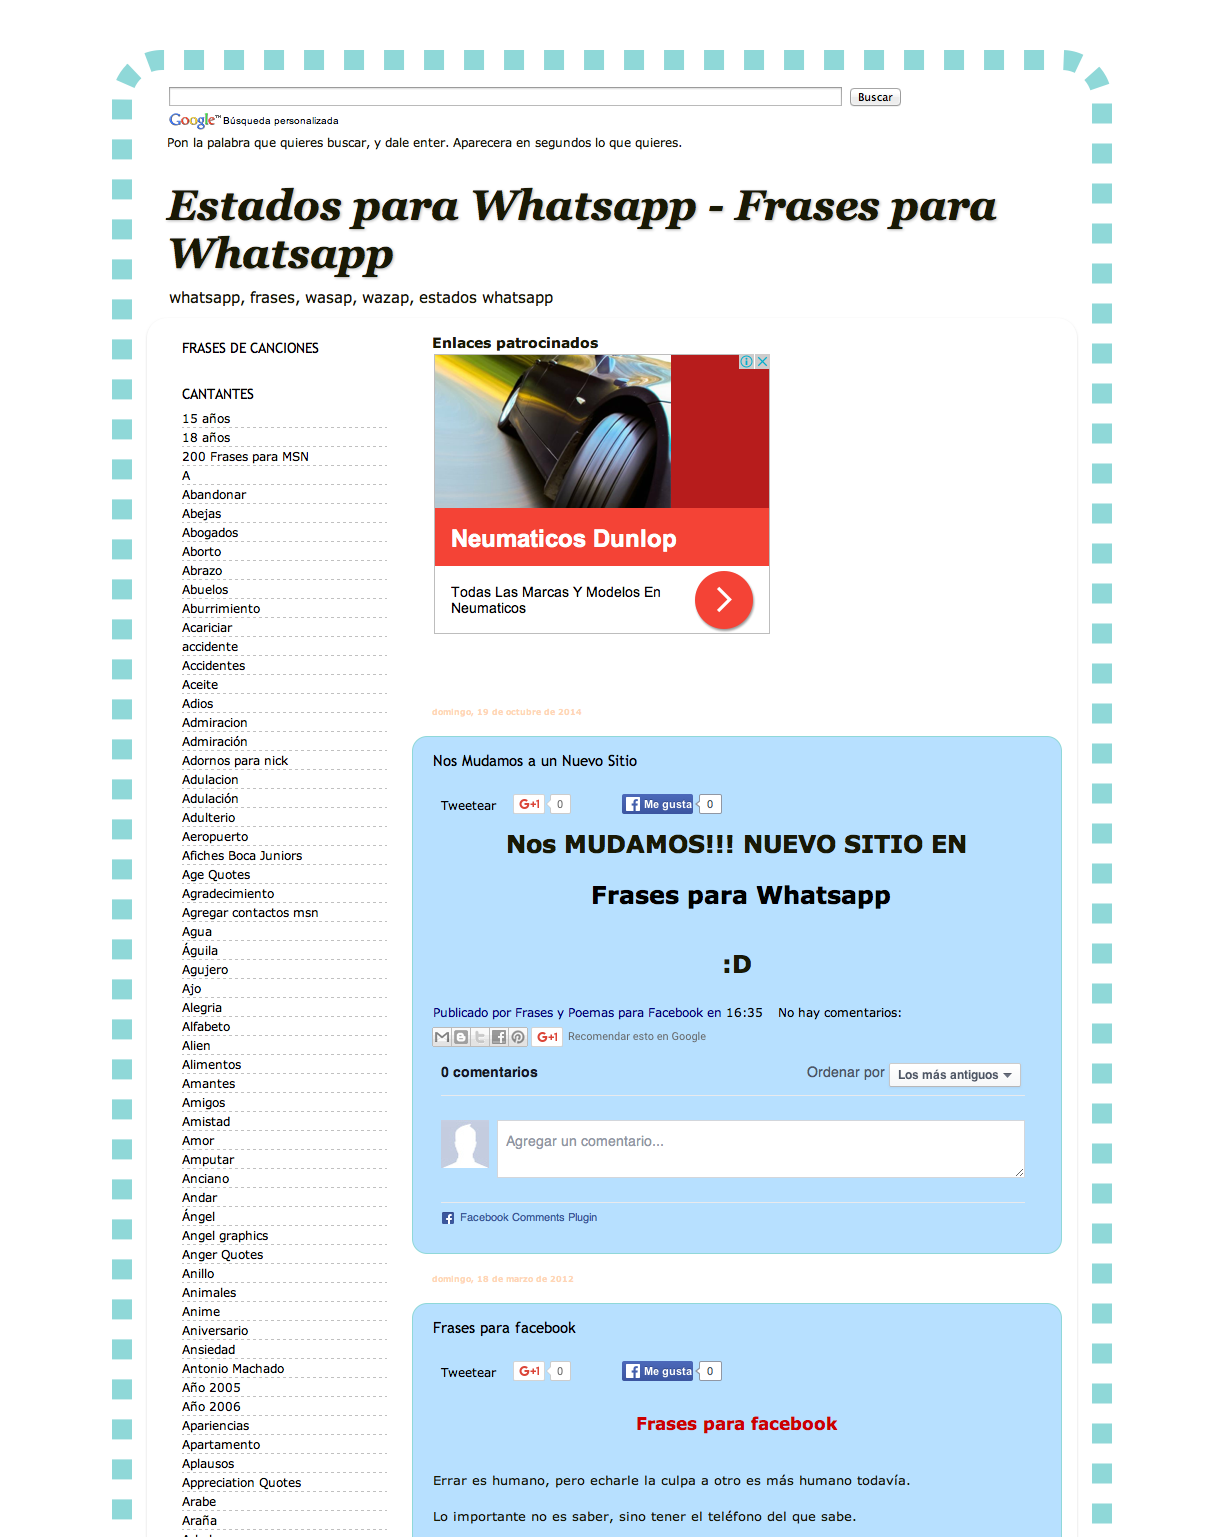 Buscar
Google™ Búsqueda personalizada
Pon la palabra que quieres buscar, y dale enter. Aparecera en segundos lo que quieres.
Estados para Whatsapp - Frases para
Whatsapp
whatsapp, frases, wasap, wazap, estados whatsapp
FRASES DE CANCIONES
CANTANTES
15 años
18 años
200 Frases para MSN
A
Abandonar
Abejas
Abogados
Aborto
Abrazo
Abuelos
Aburrimiento
Acariciar
accidente
Accidentes
Aceite
Adios
Admiracion
Admiración
Adornos para nick
Adulacion
Adulación
Adulterio
Aeropuerto
Afiches Boca Juniors
Age Quotes
Agradecimiento
Agregar contactos msn
Agua
Águila
Agujero
Ajo
Alegria
Alfabeto
Alien
Alimentos
Amantes
Amigos
Amistad
Amor
Amputar
Anciano
Andar
Ángel
Angel graphics
Anger Quotes
Anillo
Animales
Anime
Aniversario
Ansiedad
Antonio Machado
Año 2005
Año 2006
Apariencias
Apartamento
Aplausos
Appreciation Quotes
Arabe
Araña
Enlaces patrocinados
Neumaticos Dunlop
Todas Las Marcas Y Modelos En
Neumaticos
domingo, 19 de octubre de 2014
Nos Mudamos a un Nuevo Sitio
Tweetear G+1 0 Me gusta 0
Nos MUDAMOS!!! NUEVO SITIO EN
Frases para Whatsapp
:D
Publicado por Frases y Poemas para Facebook en 16:35 No hay comentarios:
G+1 Recomendar esto en Google
0 comentarios Ordenar por Los más antiguos
Agregar un comentario...
Facebook Comments Plugin
domingo, 18 de marzo de 2012
Frases para facebook
Tweetear G+1 0 Me gusta 0
Frases para facebook
Errar es humano, pero echarle la culpa a otro es más humano todavía.
Lo importante no es saber, sino tener el teléfono del que sabe.